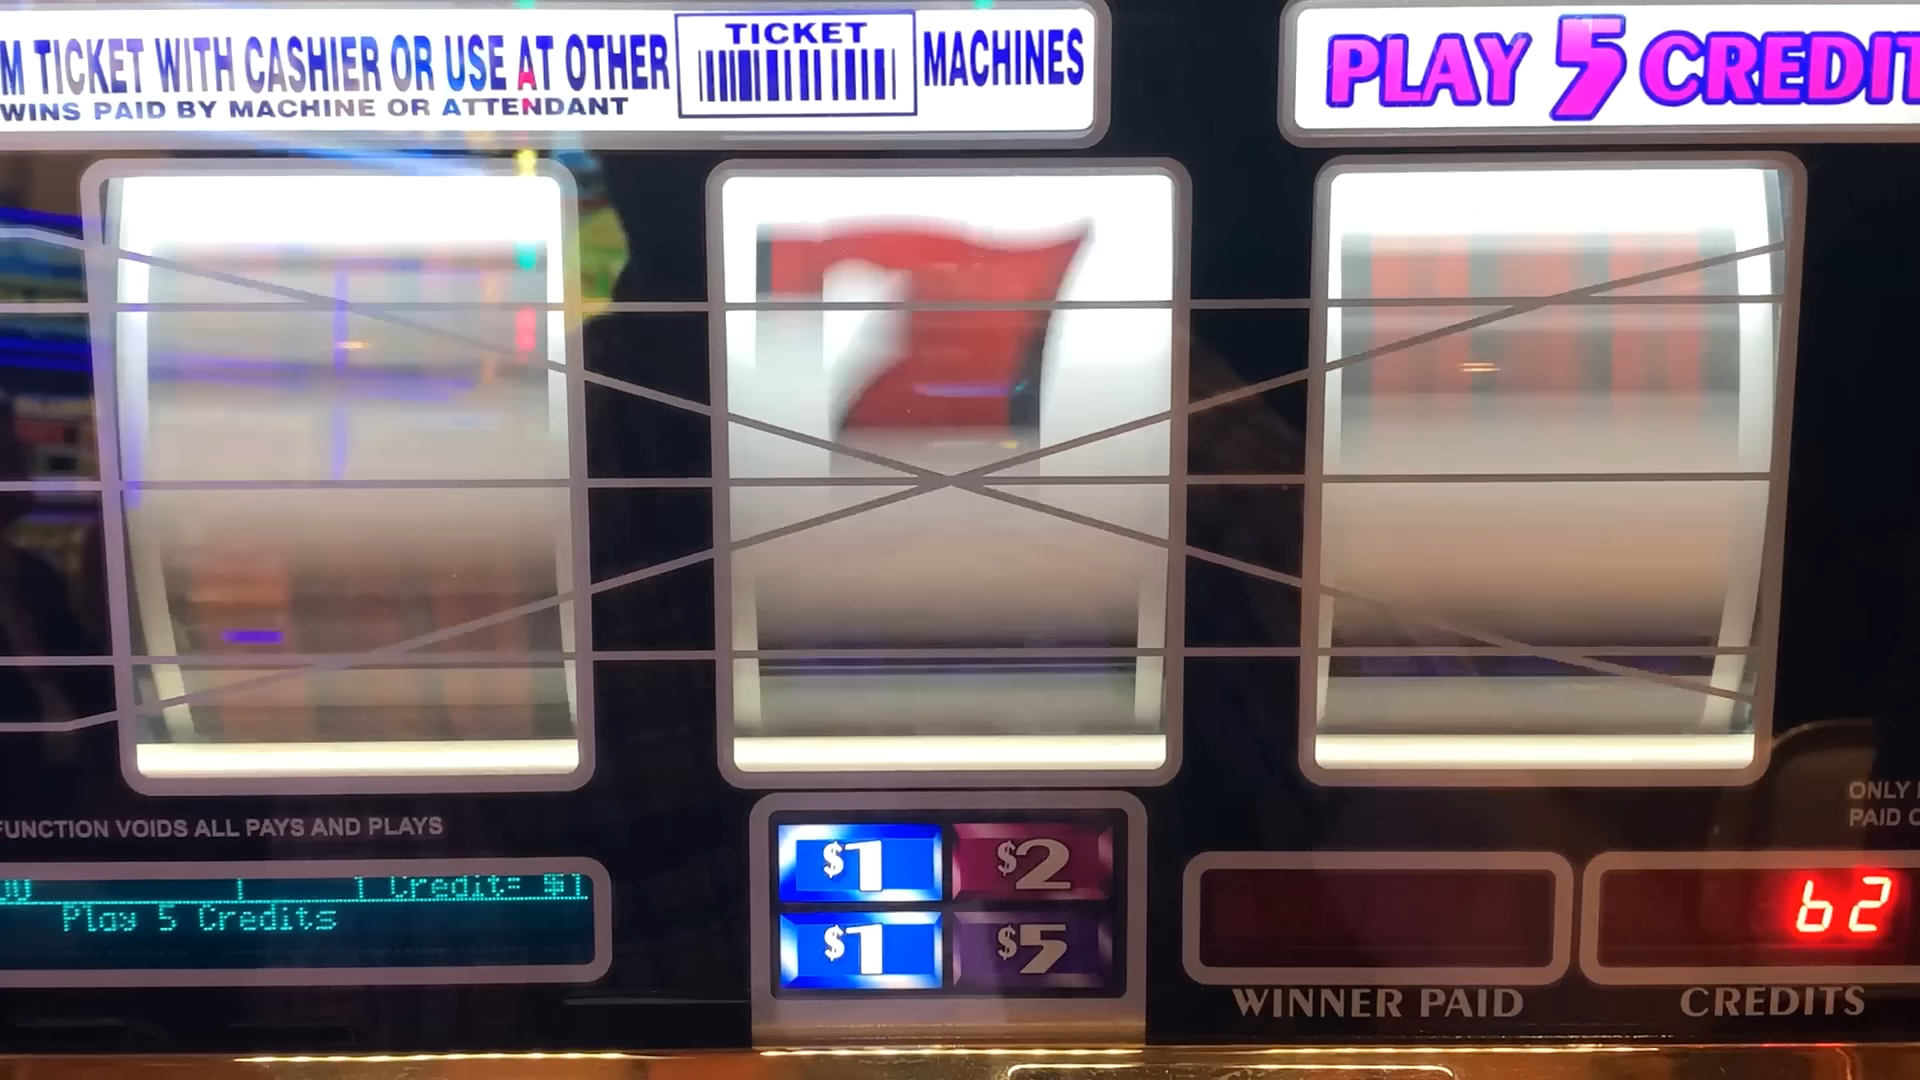 M TICKET WITH CASHIER OR USE AT OTHER TICKET MACHINES
WINS PAID BY MACHINE OR ATTENDANT
PLAY 5 CREDIT
7
FUNCTION VOIDS ALL PAYS AND PLAYS
ONLY
PAID
1 Credit= $1
Play 5 Credits
$1 $2
$1 $5
62
WINNER PAID
CREDITS